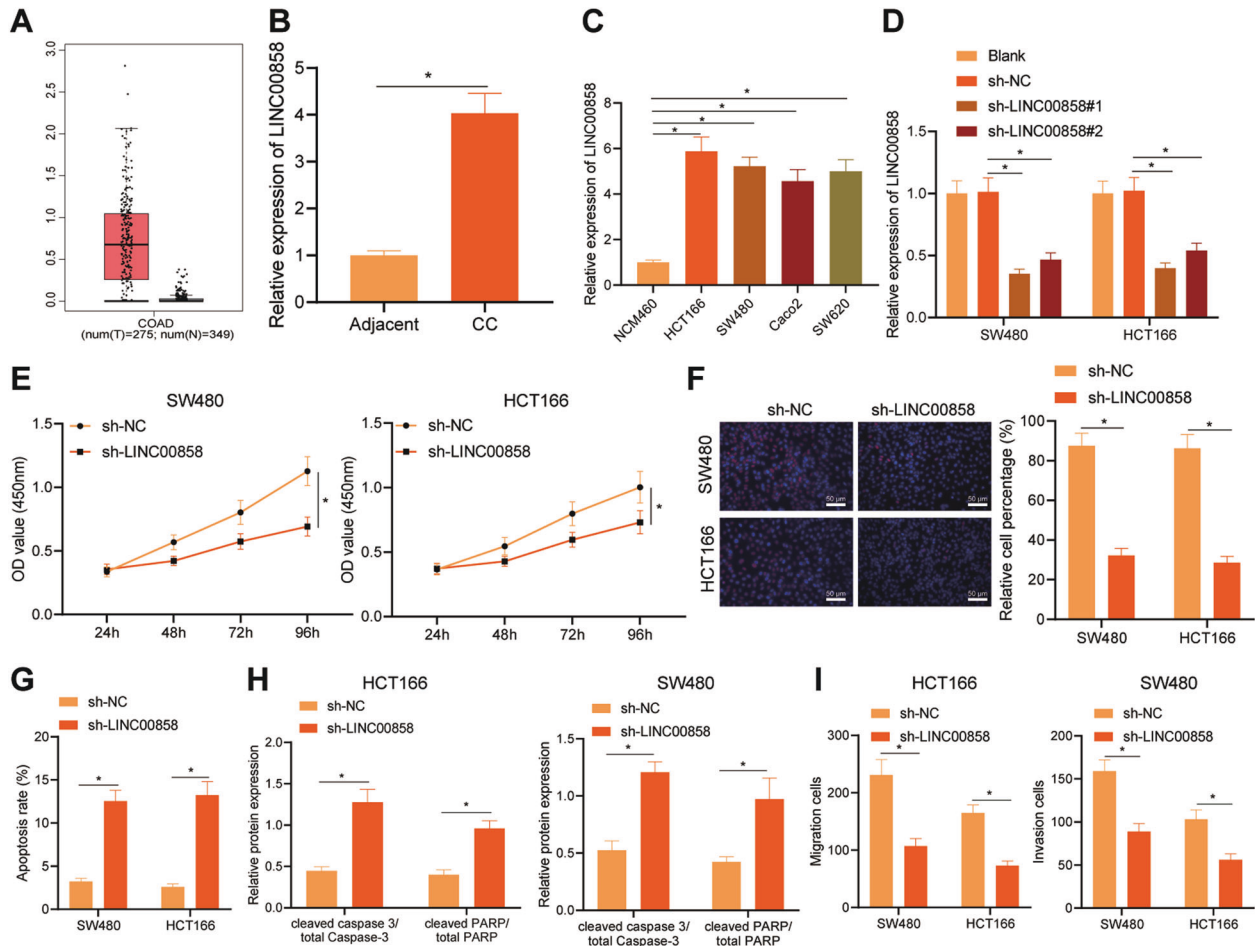 A
3.0
2.5
2.0
1.5
1.0
0.5
0.0
COAD
(num(T)=275; num(N)=349)
B
Relative expression of LINC00858
5
4
3
2
1
0
*
Adjacent
CC
C
Relative expression of LINC00858
8
6
4
2
0
*
*
*
*
NCM460
HCT166
SW480
Caco2
SW620
D
Blank
sh-NC
sh-LINC00858#1
sh-LINC00858#2
Relative expression of LINC00858
1.5
1.0
0.5
0.0
*
*
*
*
SW480
HCT166
E
SW480
sh-NC
sh-LINC00858
OD value (450nm)
1.5
1.0
0.5
0.0
*
24h
48h
72h
96h
HCT166
sh-NC
sh-LINC00858
OD value (450nm)
1.5
1.0
0.5
0.0
*
24h
48h
72h
96h
F
sh-NC
sh-LINC00858
SW480
HCT166
50 μm
50 μm
50 μm
50 μm
sh-NC
sh-LINC00858
Relative cell percentage (%)
100
80
60
40
20
0
*
*
SW480
HCT166
G
sh-NC
sh-LINC00858
Apoptosis rate (%)
20
15
10
5
0
*
*
SW480
HCT166
H
HCT166
sh-NC
sh-LINC00858
Relative protein expression
2.0
1.5
1.0
0.5
0.0
*
*
cleaved caspase 3/
total Caspase-3
cleaved PARP/
total PARP
SW480
sh-NC
sh-LINC00858
Relative protein expression
1.5
1.0
0.5
0.0
*
*
cleaved caspase 3/
total Caspase-3
cleaved PARP/
total PARP
I
HCT166
sh-NC
sh-LINC00858
Migration cells
300
200
100
0
*
*
SW480
HCT166
SW480
sh-NC
sh-LINC00858
Invasion cells
200
150
100
50
0
*
*
SW480
HCT166